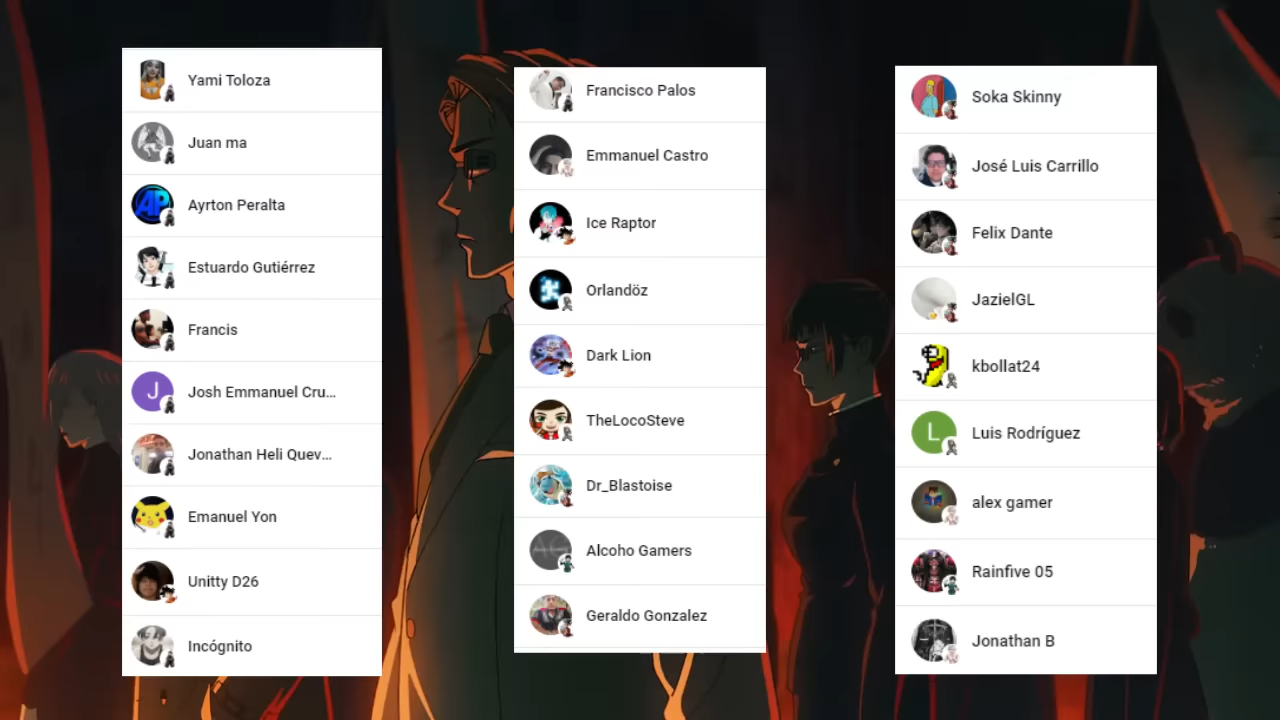 Yami Toloza
Juan ma
AP
Ayrton Peralta
Estuardo Gutiérrez
Francis
J
Josh Emmanuel Cru...
Jonathan Heli Quev...
Emanuel Yon
Unitty D26
Incógnito
Francisco Palos
Emmanuel Castro
Ice Raptor
Orlandöz
Dark Lion
TheLocoSteve
Dr_Blastoise
Alcoho Gamers
Geraldo Gonzalez
Soka Skinny
José Luis Carrillo
Felix Dante
JazielGL
kbollat24
L
Luis Rodríguez
alex gamer
Rainfive 05
Jonathan B